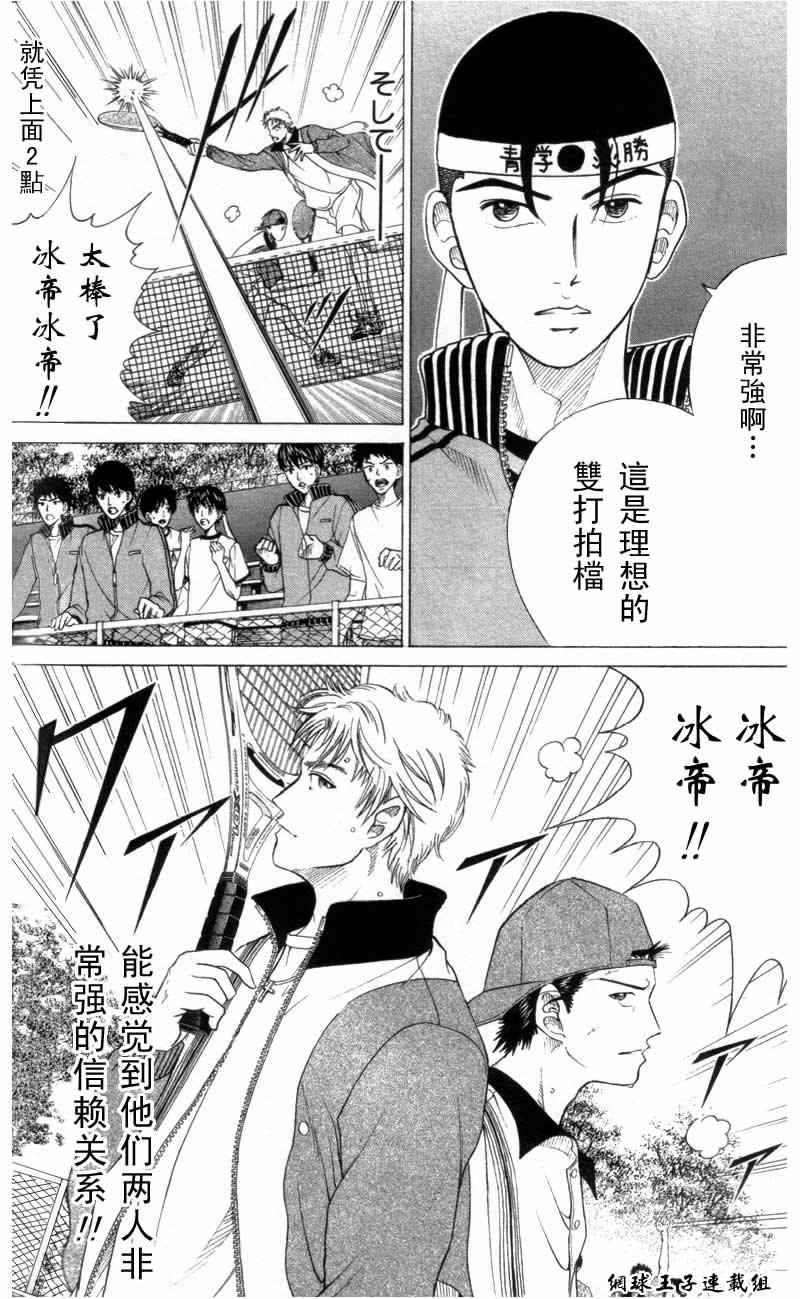 青学●必勝
非常強啊…
這是理想的
雙打拍檔
そして――
就凭上面2點
太棒了
冰帝冰帝!!
冰帝
冰帝!!
能感觉到他们两人非
常强的信赖关系!!
網球王子連載組